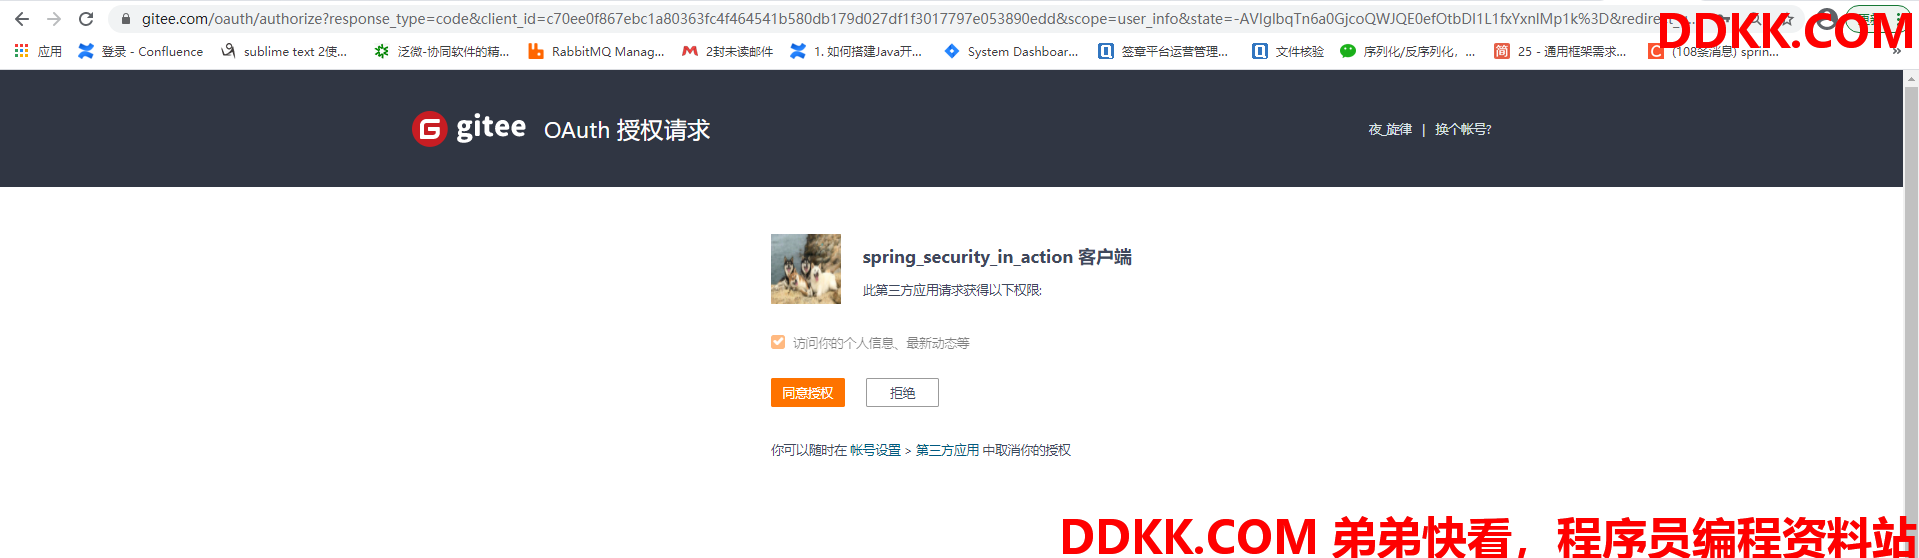 gitee.com/oauth/authorize?response_type=code&client_id=c70ee0f867ebc1a80363fc4f464541b580db179d027df1f3017797e053890edd&scope=user_info&state=-AVIglbqTn6a0GjcoQWJQE0efOtbDI1L1fxYxnIMp1k%3D&redirect_
DDKK.COM
应用 登录 - Confluence sublime text 2使... 泛微-协同软件的精... RabbitMQ Manag... 2封未读邮件 1. 如何搭建Java开... System Dashboar... 签章平台运营管理... 文件核验 序列化/反序列化，... 25 - 通用框架需求... (108条消息) sprin...
gitee OAuth 授权请求
夜_旋律 | 换个帐号?
spring_security_in_action 客户端
此第三方应用请求获得以下权限:
访问你的个人信息、最新动态等
同意授权 拒绝
你可以随时在 帐号设置 > 第三方应用 中取消你的授权
DDKK.COM 弟弟快看，程序员编程资料站